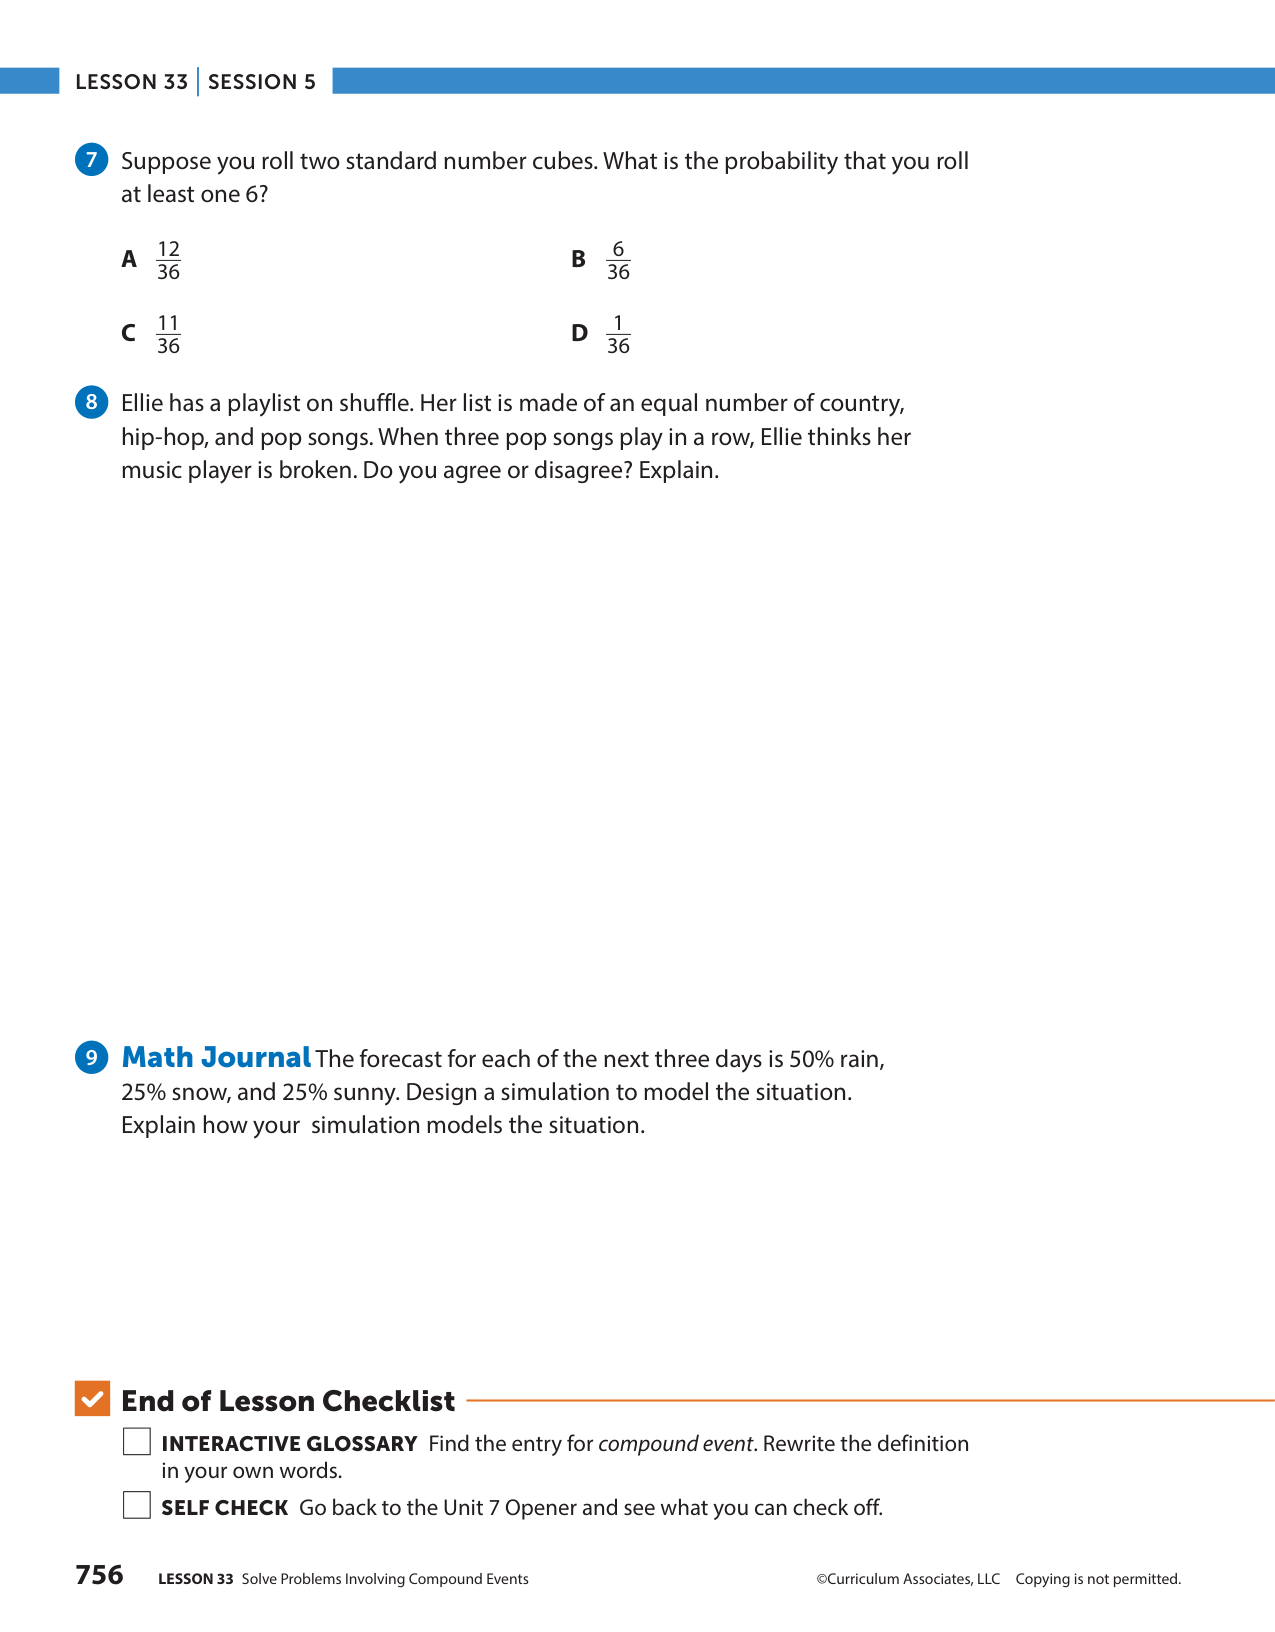 LESSON 33 | SESSION 5
7 Suppose you roll two standard number cubes. What is the probability that you roll
at least one 6?
A 12/36 B 6/36
C 11/36 D 1/36
8 Ellie has a playlist on shuffle. Her list is made of an equal number of country,
hip-hop, and pop songs. When three pop songs play in a row, Ellie thinks her
music player is broken. Do you agree or disagree? Explain.
9 Math Journal The forecast for each of the next three days is 50% rain,
25% snow, and 25% sunny. Design a simulation to model the situation.
Explain how your simulation models the situation.
End of Lesson Checklist
INTERACTIVE GLOSSARY Find the entry for compound event. Rewrite the definition
in your own words.
SELF CHECK Go back to the Unit 7 Opener and see what you can check off.
756 LESSON 33 Solve Problems Involving Compound Events ©Curriculum Associates, LLC Copying is not permitted.